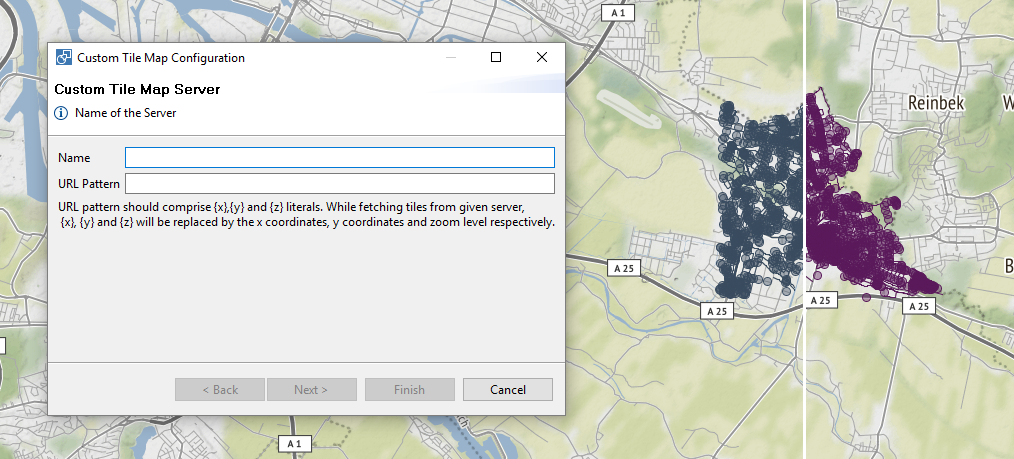 A 1
Custom Tile Map Configuration
Custom Tile Map Server
Name of the Server
Reinbek
W
Name
URL Pattern
URL pattern should comprise {x},{y} and {z} literals. While fetching tiles from given server,
{x}, {y} and {z} will be replaced by the x coordinates, y coordinates and zoom level respectively.
A 25
B
A 25
A 25
A 25
< Back
Next >
Finish
Cancel
A 1